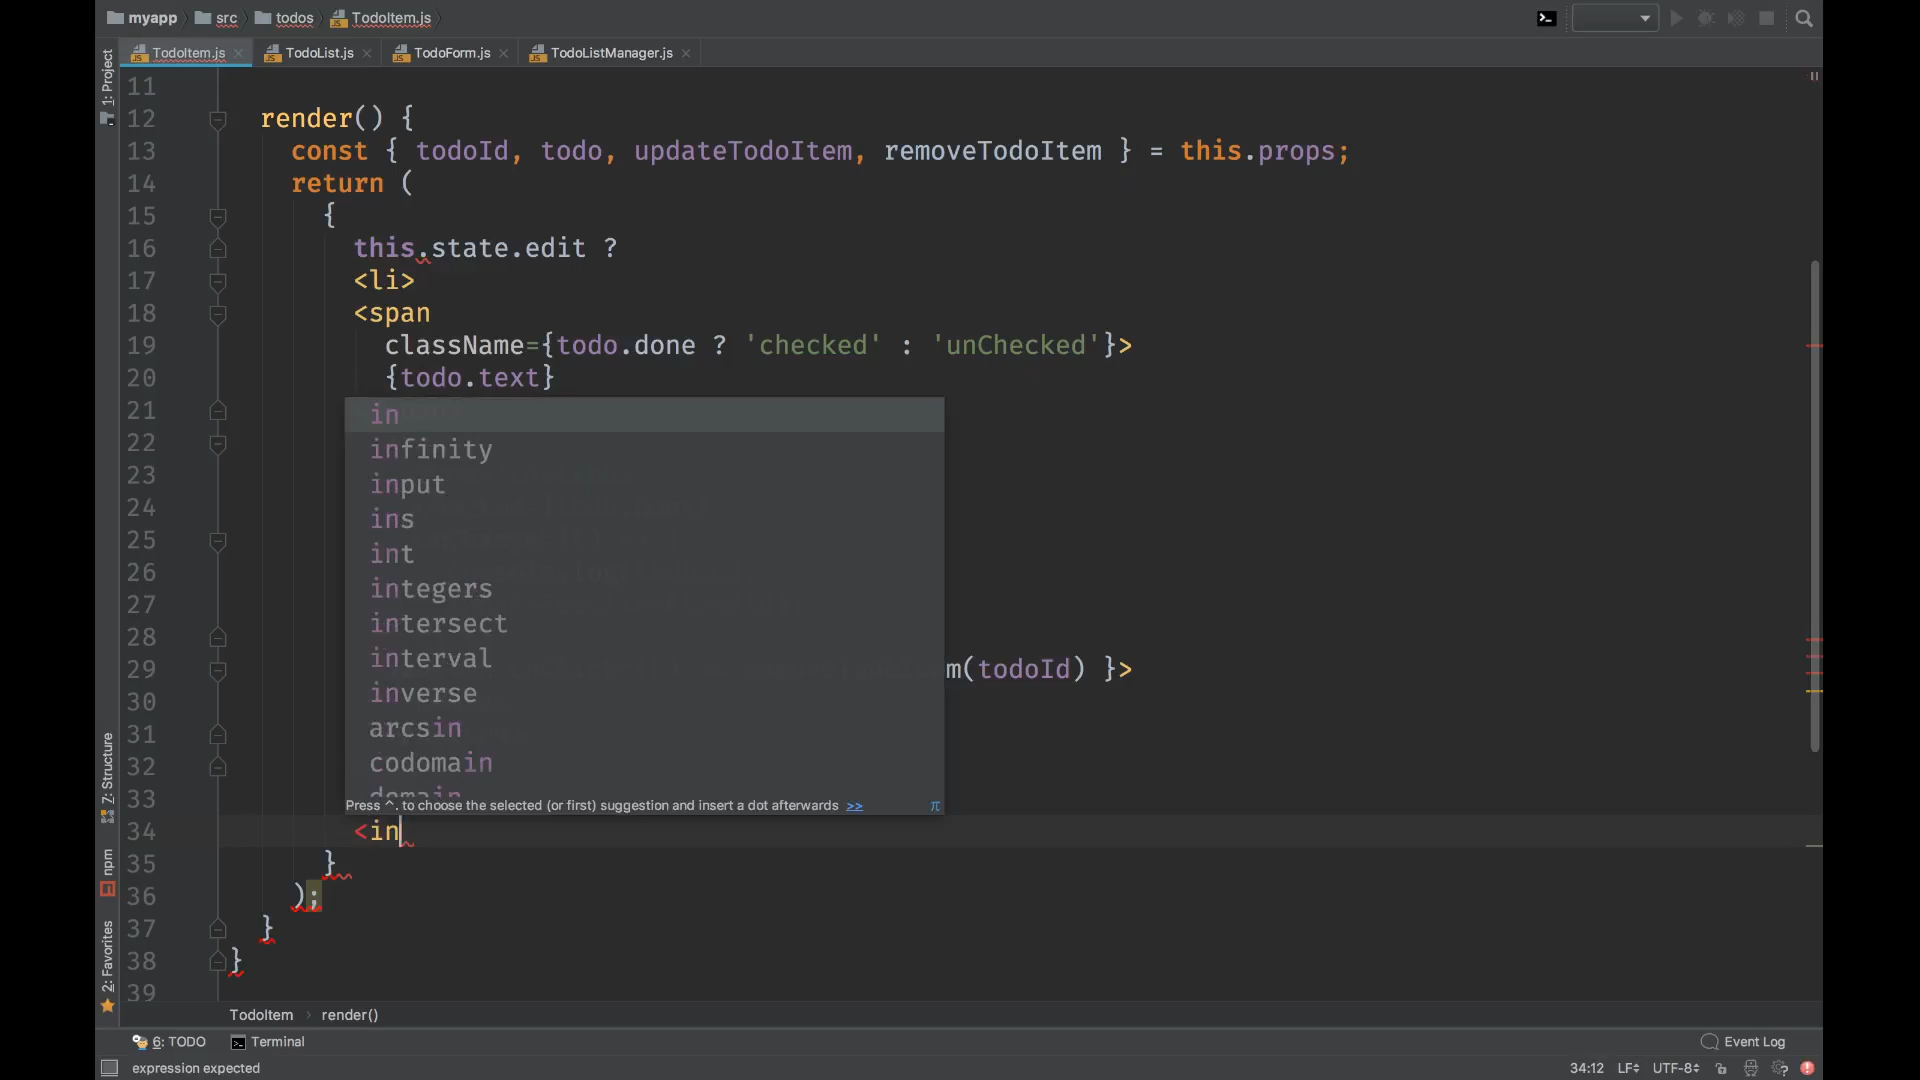 myapp src todos TodoItem.js
TodoItem.js TodoList.js TodoForm.js TodoListManager.js
1: Project
11
12 render() {
13 const { todoId, todo, updateTodoItem, removeTodoItem } = this.props;
14 return (
15 {
16 this.state.edit ?
17 <li>
18 <span
19 className={todo.done ? 'checked' : 'unChecked'}>
20 {todo.text}
21 in
22 infinity
23 input
24 ins
25 int
26 integers
27 intersect
28 interval
29 m(todoId) }>
30 inverse
31 arcsin
32 codomain
33 domain
Press ^. to choose the selected (or first) suggestion and insert a dot afterwards >> π
34 <in
35 }
36 );
37 }
38 }
39
7: Structure
npm
2: Favorites
TodoItem render()
6: TODO Terminal Event Log
expression expected 34:12 LF UTF-8